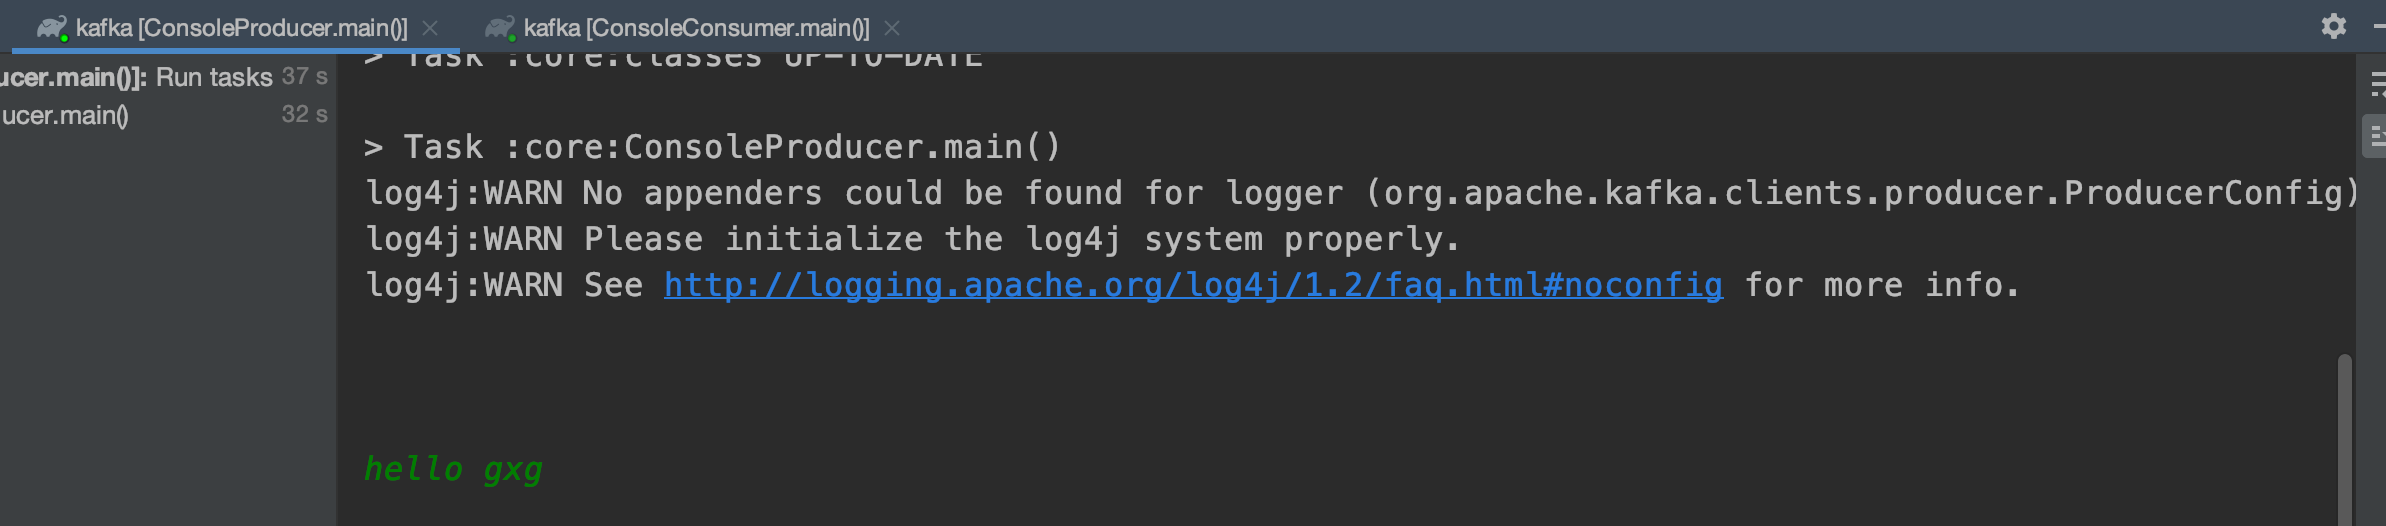 kafka [ConsoleProducer.main()] kafka [ConsoleConsumer.main()]
ucer.main()]: Run tasks 37 s
ucer.main() 32 s
> Task :core:classes UP-TO-DATE
> Task :core:ConsoleProducer.main()
log4j:WARN No appenders could be found for logger (org.apache.kafka.clients.producer.ProducerConfig)
log4j:WARN Please initialize the log4j system properly.
log4j:WARN See http://logging.apache.org/log4j/1.2/faq.html#noconfig for more info.
hello gxg